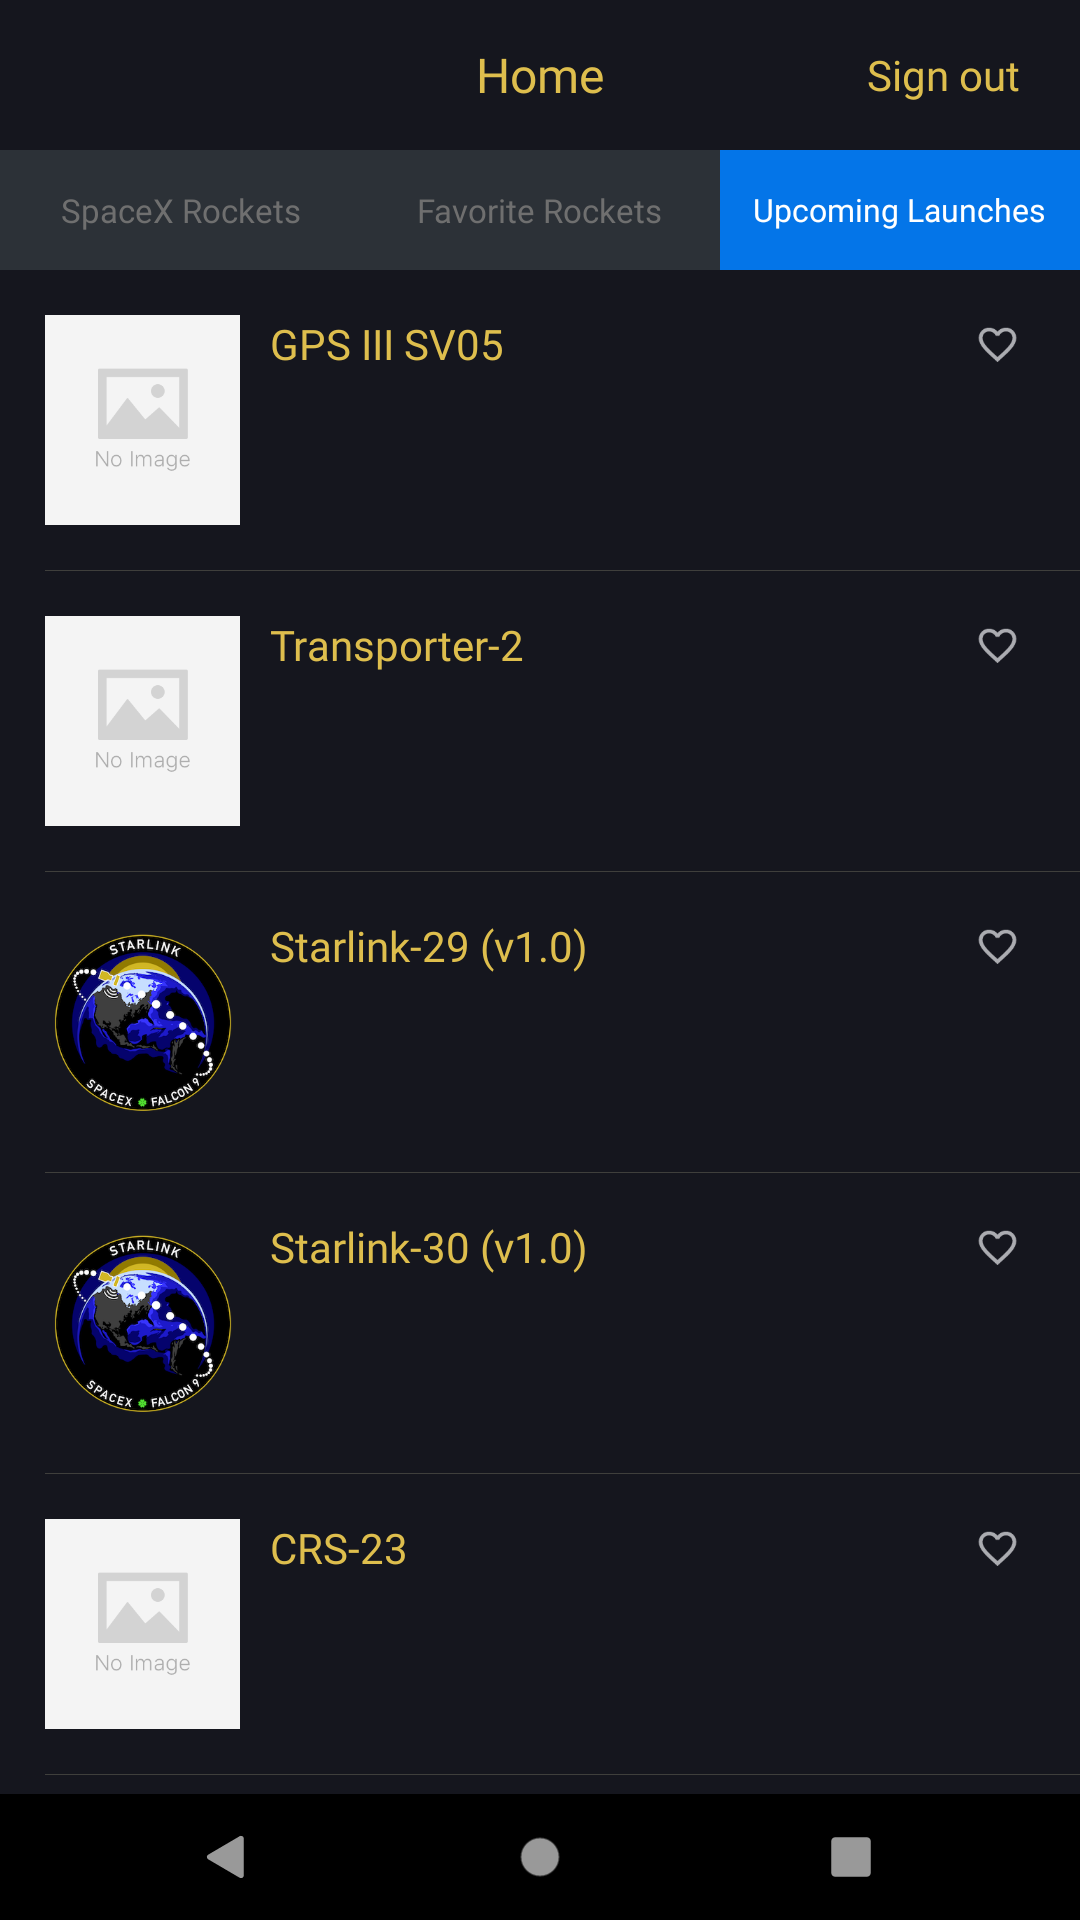 Home
Sign out
SpaceX Rockets
Favorite Rockets
Upcoming Launches
GPS III SV05
No Image
Transporter-2
No Image
Starlink-29 (v1.0)
STARLINK
SPACEX FALCON 9
Starlink-30 (v1.0)
STARLINK
SPACEX FALCON 9
CRS-23
No Image